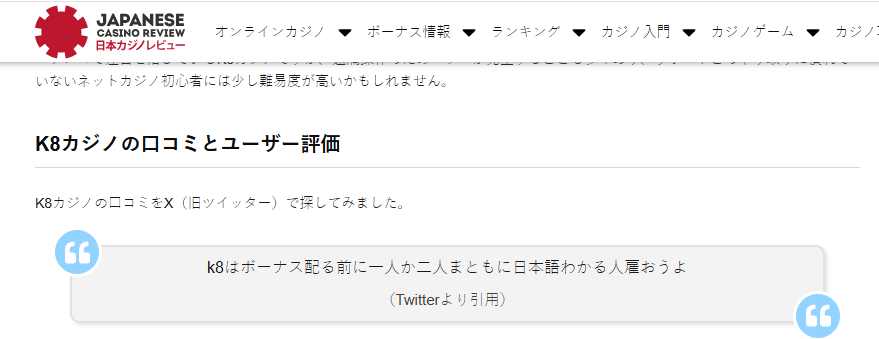 JAPANESE
CASINO REVIEW
日本カジノレビュー
オンラインカジノ ボーナス情報 ランキング カジノ入門 カジノゲーム カジノ
いないネットカジノ初心者には少し難易度が高いかもしれません。
K8カジノの口コミとユーザー評価
K8カジノの口コミをX（旧ツイッター）で探してみました。
k8はボーナス配る前に一人か二人まともに日本語わかる人雇おうよ
（Twitterより引用）